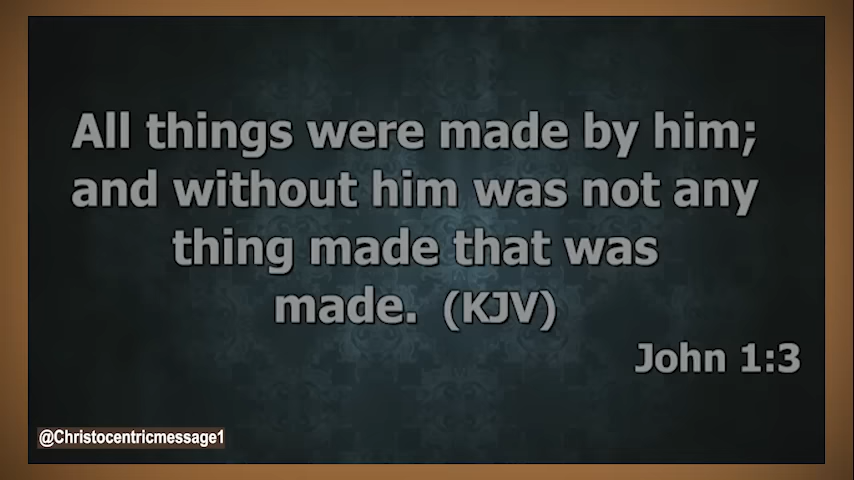 All things were made by him;
and without him was not any
thing made that was
made. (KJV)
John 1:3
@Christocentricmessage1